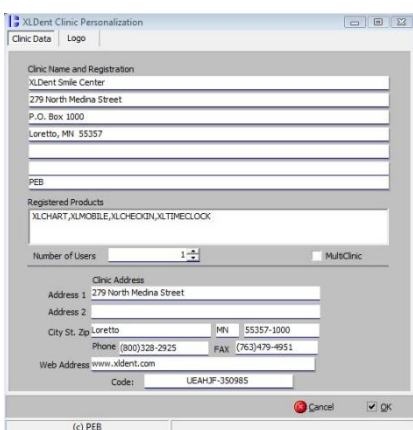 XLDent Clinic Personalization
Clinic Data Logo
Clinic Name and Registration
XLDent Smile Center
279 North Medina Street
P.O. Box 1000
Loretto, MN 55357
PEB
Registered Products
XLCHART,XLMOBILE,XLCHECKIN,XLTIMECLOCK
Number of Users 1 MultiClinic
Clinic Address
Address 1 279 North Medina Street
Address 2
City St. Zip Loretto MN 55357-1000
Phone (800)328-2925 FAX (763)479-4951
Web Address www.xldent.com
Code: UEAHJF-350985
Cancel OK
(c) PEB